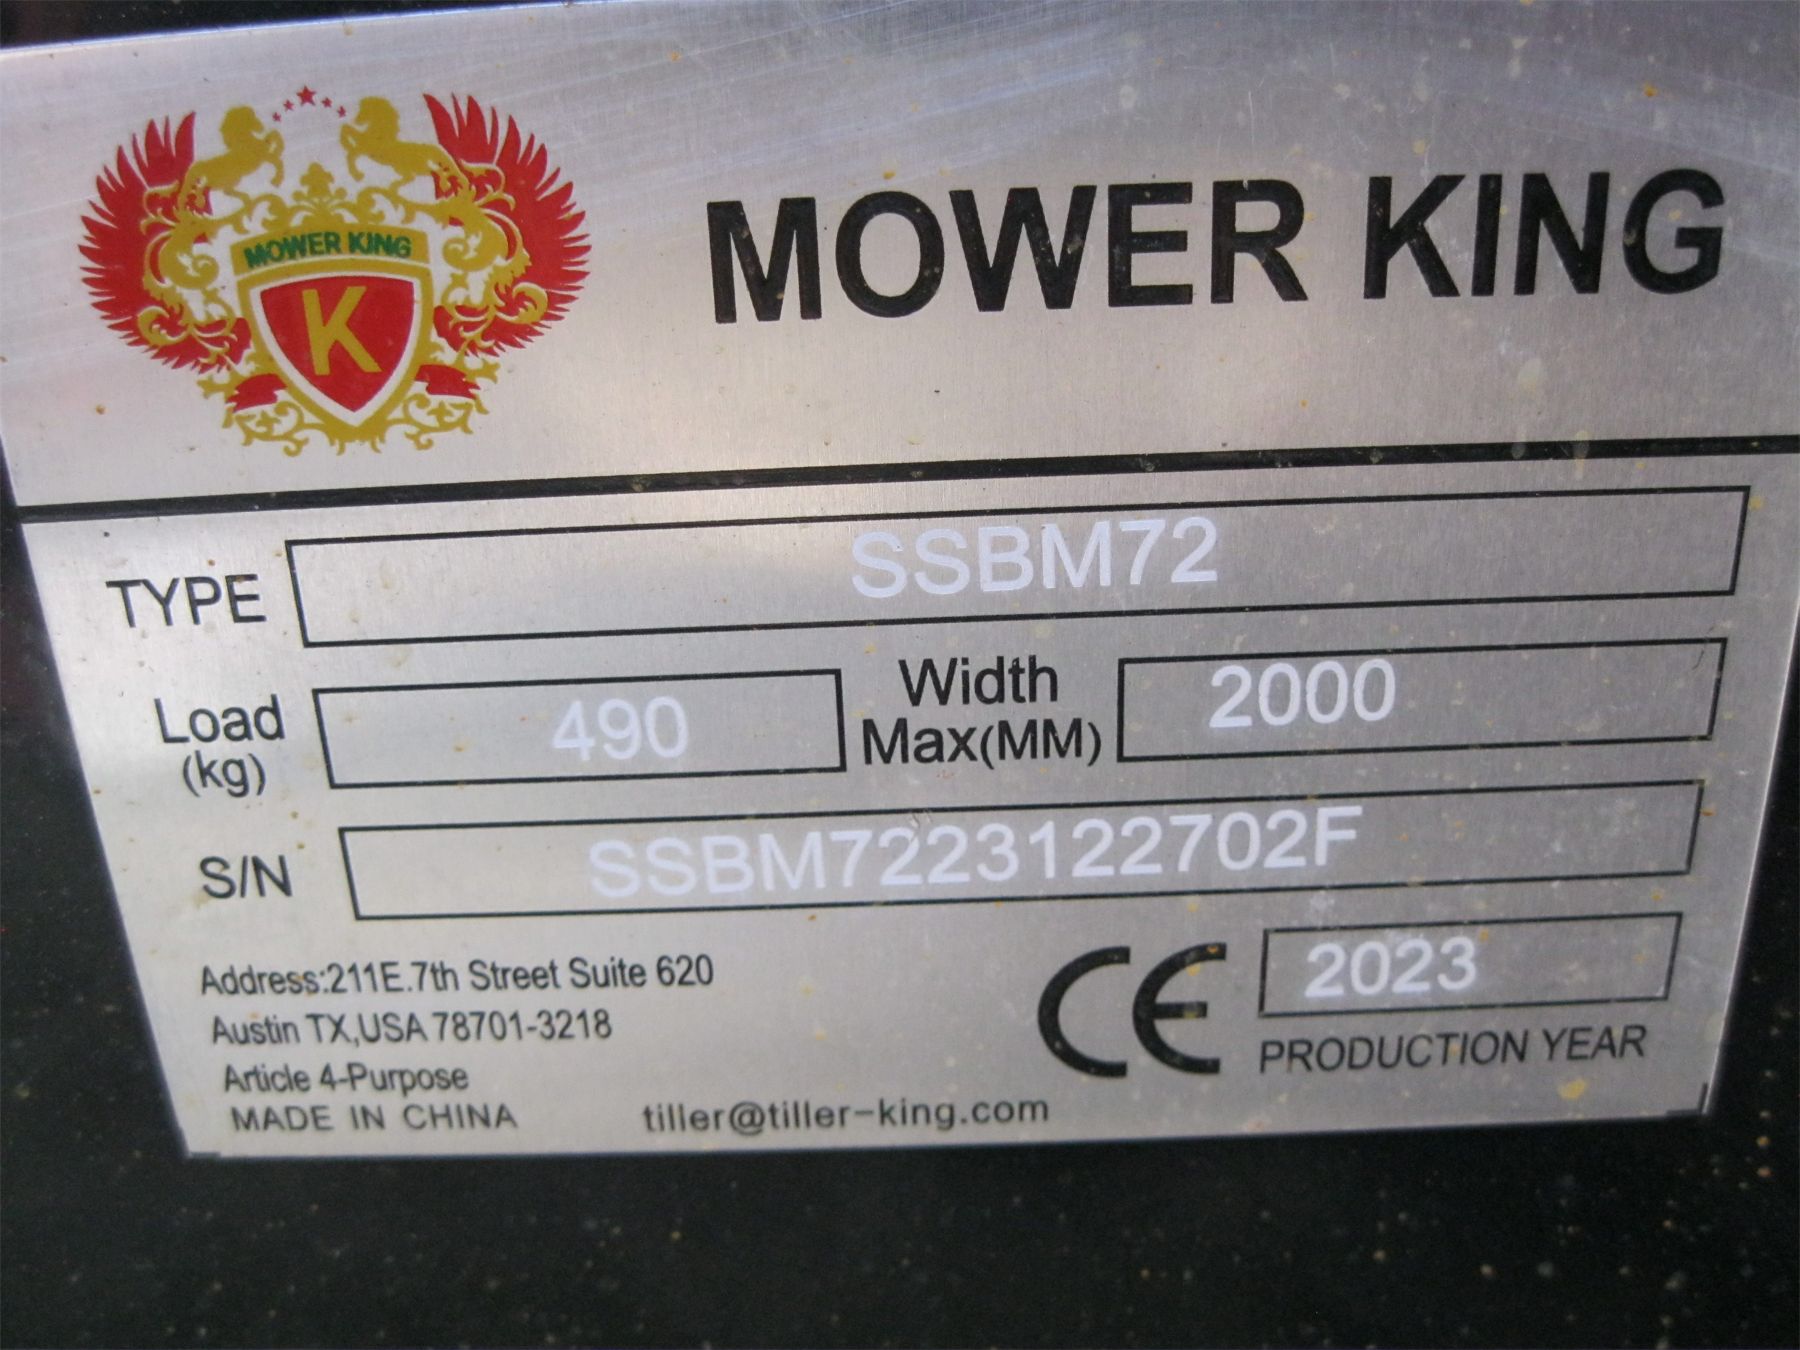 MOWER KING
K
MOWER KING
TYPE SSBM72
Load (kg) 490 Width Max(MM) 2000
S/N SSBM7223122702F
Address:211E.7th Street Suite 620
Austin TX,USA 78701-3218
Article 4-Purpose
MADE IN CHINA
tiller@tiller-king.com
CE
2023
PRODUCTION YEAR